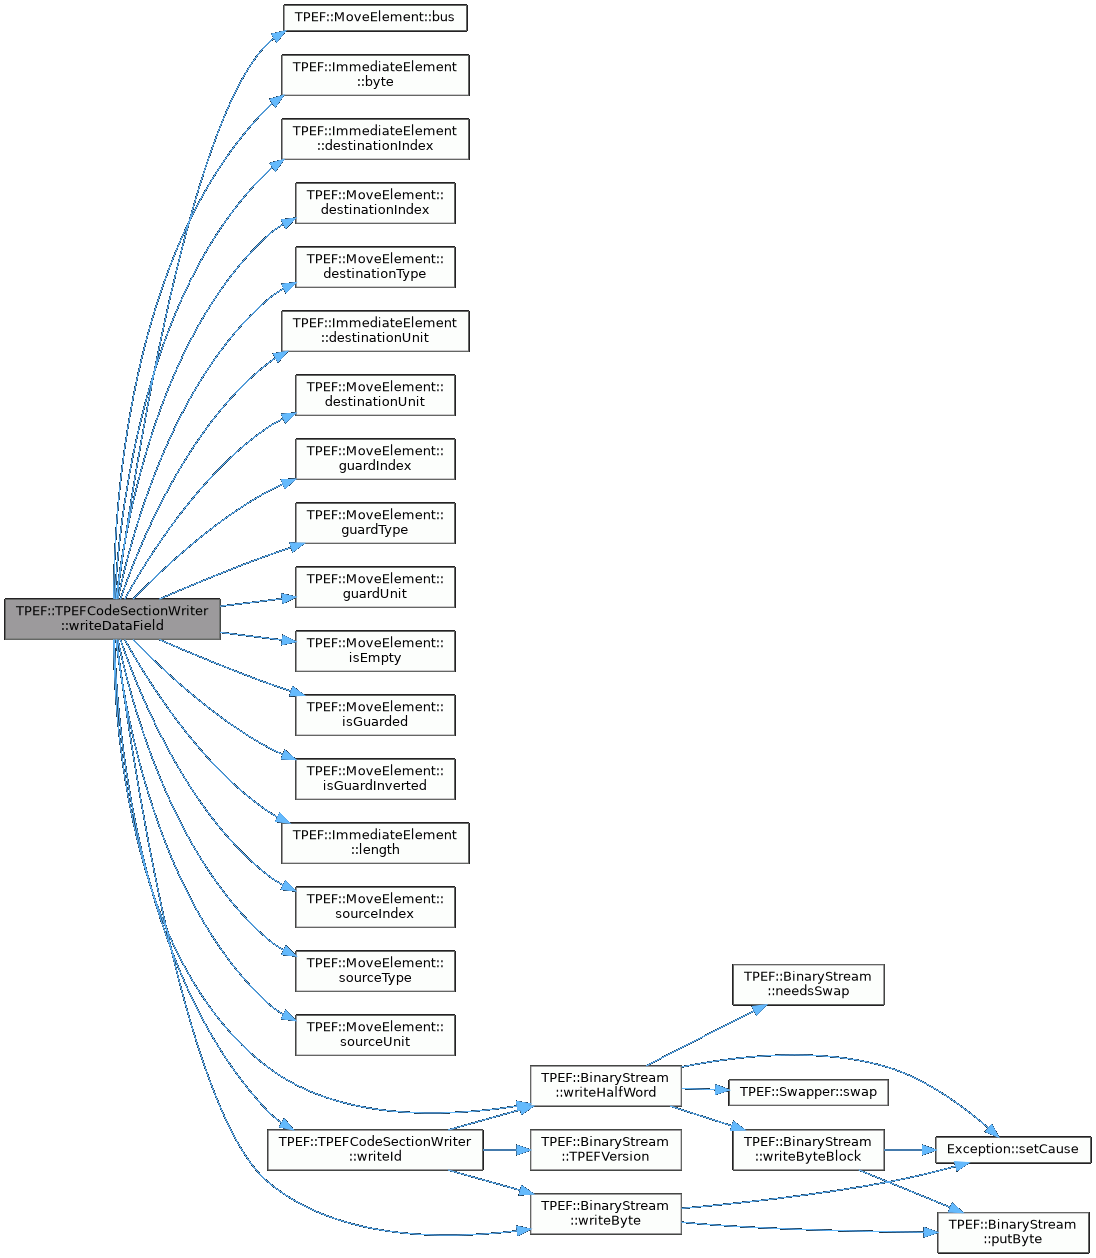 TPEF::MoveElement::bus
TPEF::ImmediateElement
::byte
TPEF::ImmediateElement
::destinationIndex
TPEF::MoveElement::
destinationIndex
TPEF::MoveElement::
destinationType
TPEF::ImmediateElement
::destinationUnit
TPEF::MoveElement::
destinationUnit
TPEF::MoveElement::
guardIndex
TPEF::MoveElement::
guardType
TPEF::MoveElement::
guardUnit
TPEF::TPEFCodeSectionWriter
::writeDataField
TPEF::MoveElement::
isEmpty
TPEF::MoveElement::
isGuarded
TPEF::MoveElement::
isGuardInverted
TPEF::ImmediateElement
::length
TPEF::MoveElement::
sourceIndex
TPEF::MoveElement::
sourceType
TPEF::MoveElement::
sourceUnit
TPEF::BinaryStream
::needsSwap
TPEF::BinaryStream
::writeHalfWord
TPEF::Swapper::swap
TPEF::TPEFCodeSectionWriter
::writeId
TPEF::BinaryStream
::TPEFVersion
TPEF::BinaryStream
::writeByteBlock
Exception::setCause
TPEF::BinaryStream
::writeByte
TPEF::BinaryStream
::putByte